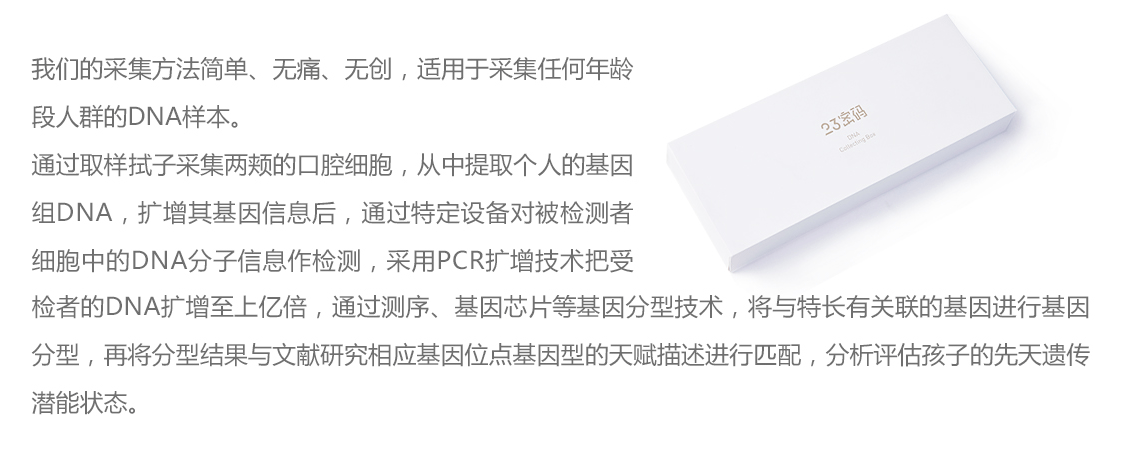 我们的采集方法简单、无痛、无创，适用于采集任何年龄
段人群的DNA样本。
通过取样拭子采集两颊的口腔细胞，从中提取个人的基因
组DNA，扩增其基因信息后，通过特定设备对被检测者
细胞中的DNA分子信息作检测，采用PCR扩增技术把受
检者的DNA扩增至上亿倍，通过测序、基因芯片等基因分型技术，将与特长有关联的基因进行基因
分型，再将分型结果与文献研究相应基因位点基因型的天赋描述进行匹配，分析评估孩子的先天遗传
潜能状态。
23密码
DNA
Collecting Box